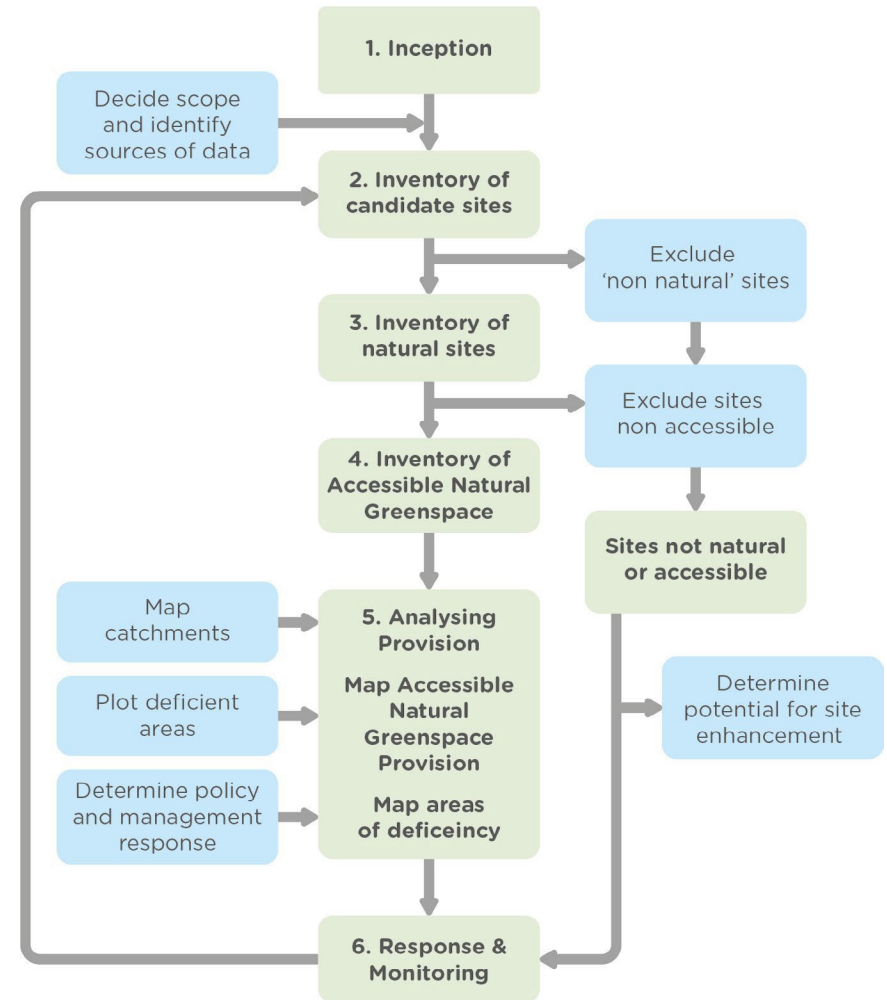 1. Inception
Decide scope
and identify
sources of data
2. Inventory of
candidate sites
Exclude
‘non natural’ sites
3. Inventory of
natural sites
Exclude sites
non accessible
4. Inventory of
Accessible Natural
Greenspace
Sites not natural
or accessible
Map
catchments
5. Analysing
Provision
Map Accessible
Natural
Greenspace
Provision
Map areas
of deficeincy
Plot deficient
areas
Determine policy
and management
response
Determine
potential for site
enhancement
6. Response &
Monitoring